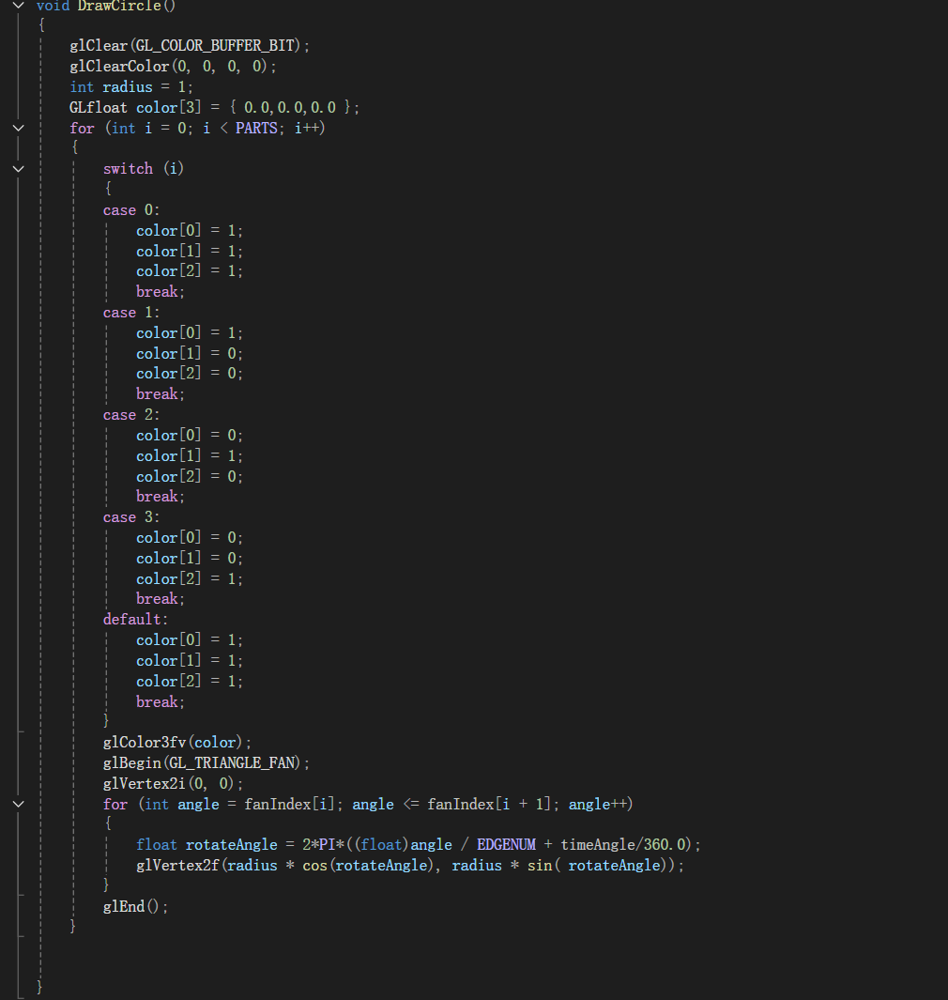 void DrawCircle()
{
glClear(GL_COLOR_BUFFER_BIT);
glClearColor(0, 0, 0, 0);
int radius = 1;
GLfloat color[3] = { 0.0,0.0,0.0 };
for (int i = 0; i < PARTS; i++)
{
switch (i)
{
case 0:
color[0] = 1;
color[1] = 1;
color[2] = 1;
break;
case 1:
color[0] = 1;
color[1] = 0;
color[2] = 0;
break;
case 2:
color[0] = 0;
color[1] = 1;
color[2] = 0;
break;
case 3:
color[0] = 0;
color[1] = 0;
color[2] = 1;
break;
default:
color[0] = 1;
color[1] = 1;
color[2] = 1;
break;
}
glColor3fv(color);
glBegin(GL_TRIANGLE_FAN);
glVertex2i(0, 0);
for (int angle = fanIndex[i]; angle <= fanIndex[i + 1]; angle++)
{
float rotateAngle = 2*PI*((float)angle / EDGENUM + timeAngle/360.0);
glVertex2f(radius * cos(rotateAngle), radius * sin( rotateAngle));
}
glEnd();
}
}